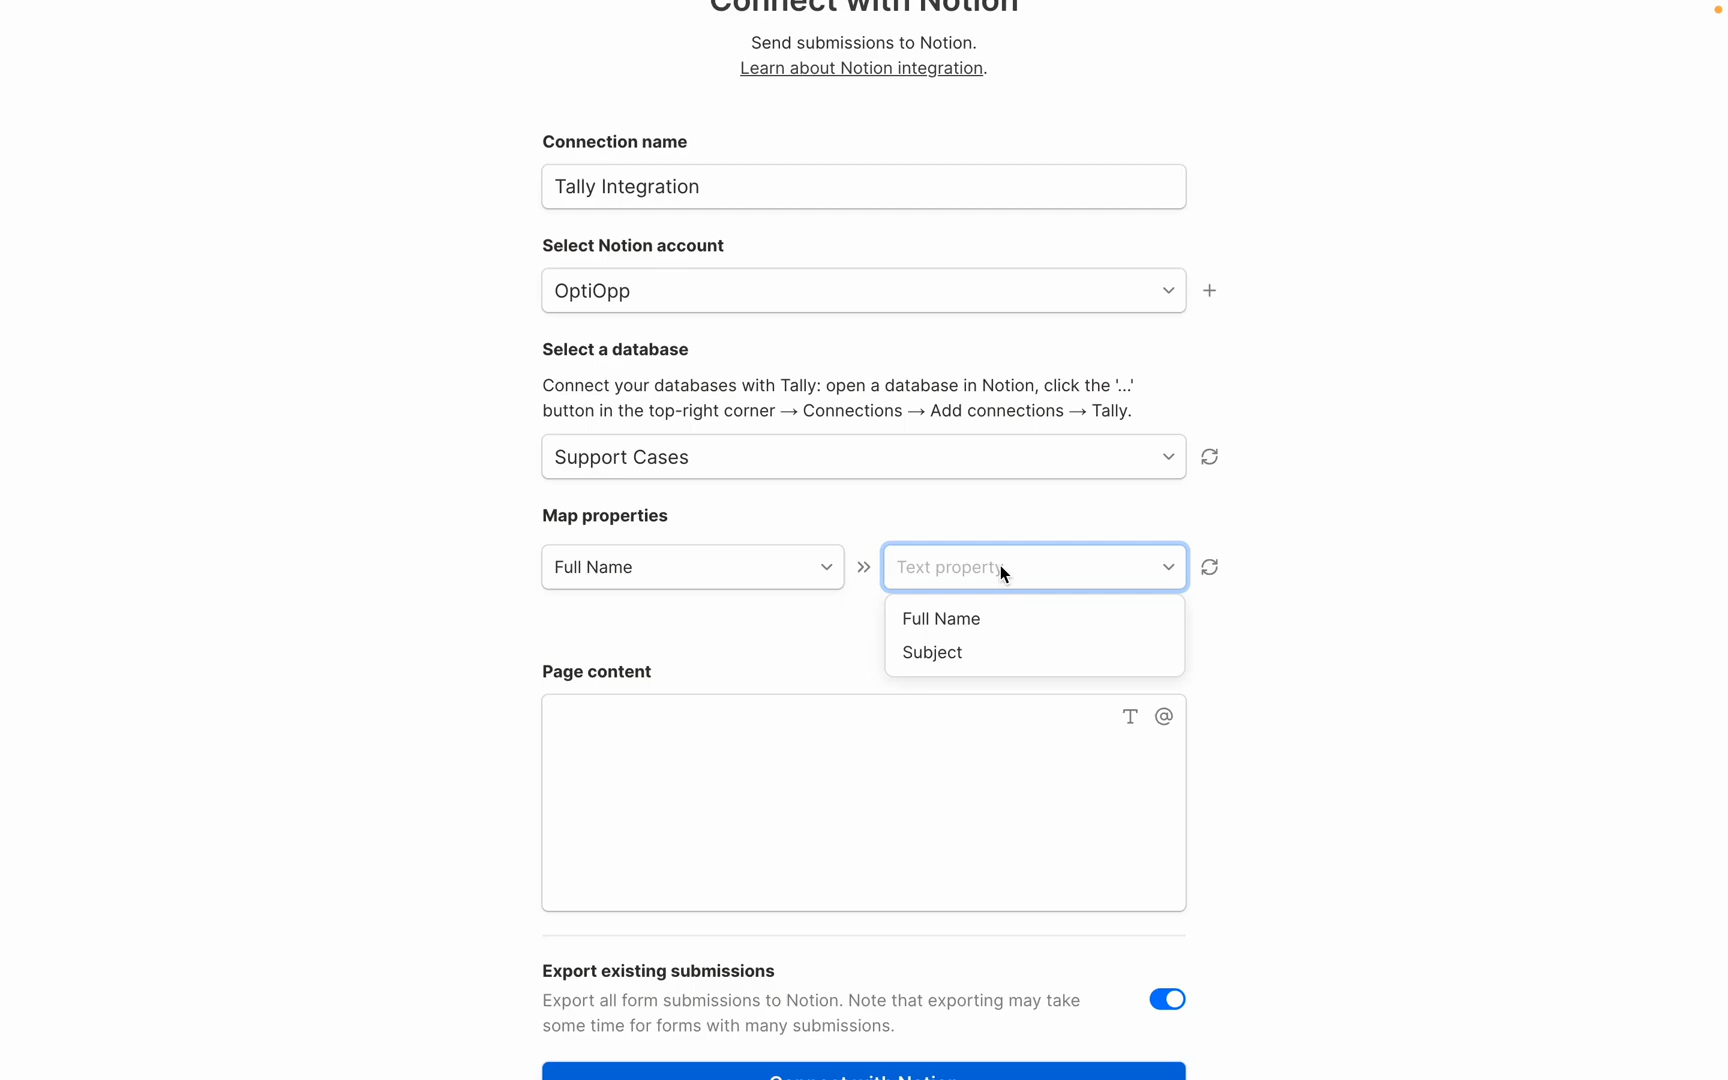 Connect with Notion
Send submissions to Notion.
Learn about Notion integration.
Connection name
Tally Integration
Select Notion account
OptiOpp
Select a database
Connect your databases with Tally: open a database in Notion, click the '...'
button in the top-right corner → Connections → Add connections → Tally.
Support Cases
Map properties
Full Name
Text property
Full Name
Subject
Page content
Export existing submissions
Export all form submissions to Notion. Note that exporting may take
some time for forms with many submissions.
Connect with Notion